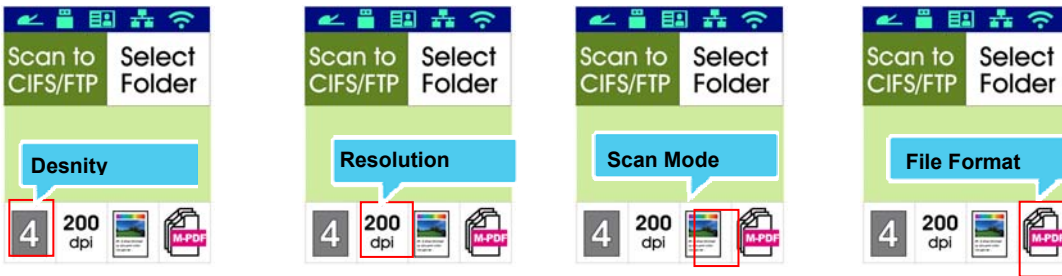 Scan to
CIFS/FTP
Select
Folder
Desnity
4
200
dpi
M-PDF
Scan to
CIFS/FTP
Select
Folder
Resolution
4
200
dpi
M-PDF
Scan to
CIFS/FTP
Select
Folder
Scan Mode
4
200
dpi
M-PDF
Scan to
CIFS/FTP
Select
Folder
File Format
4
200
dpi
M-PDF